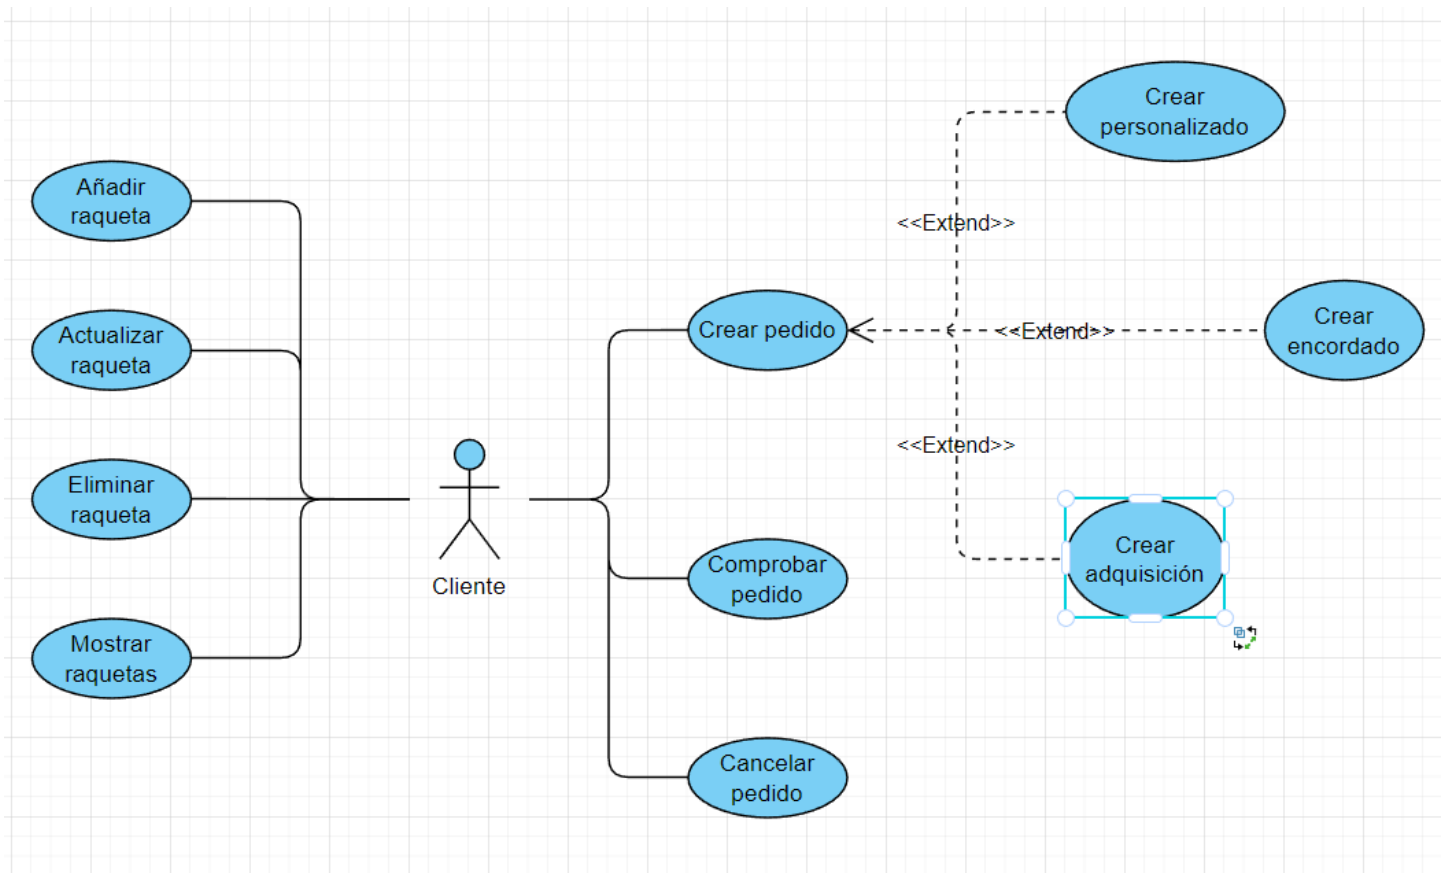 Añadir
raqueta
Actualizar
raqueta
Eliminar
raqueta
Mostrar
raquetas
Cliente
Crear pedido
Comprobar
pedido
Cancelar
pedido
<<Extend>>
<<Extend>>
<<Extend>>
Crear
personalizado
Crear
encordado
Crear
adquisición